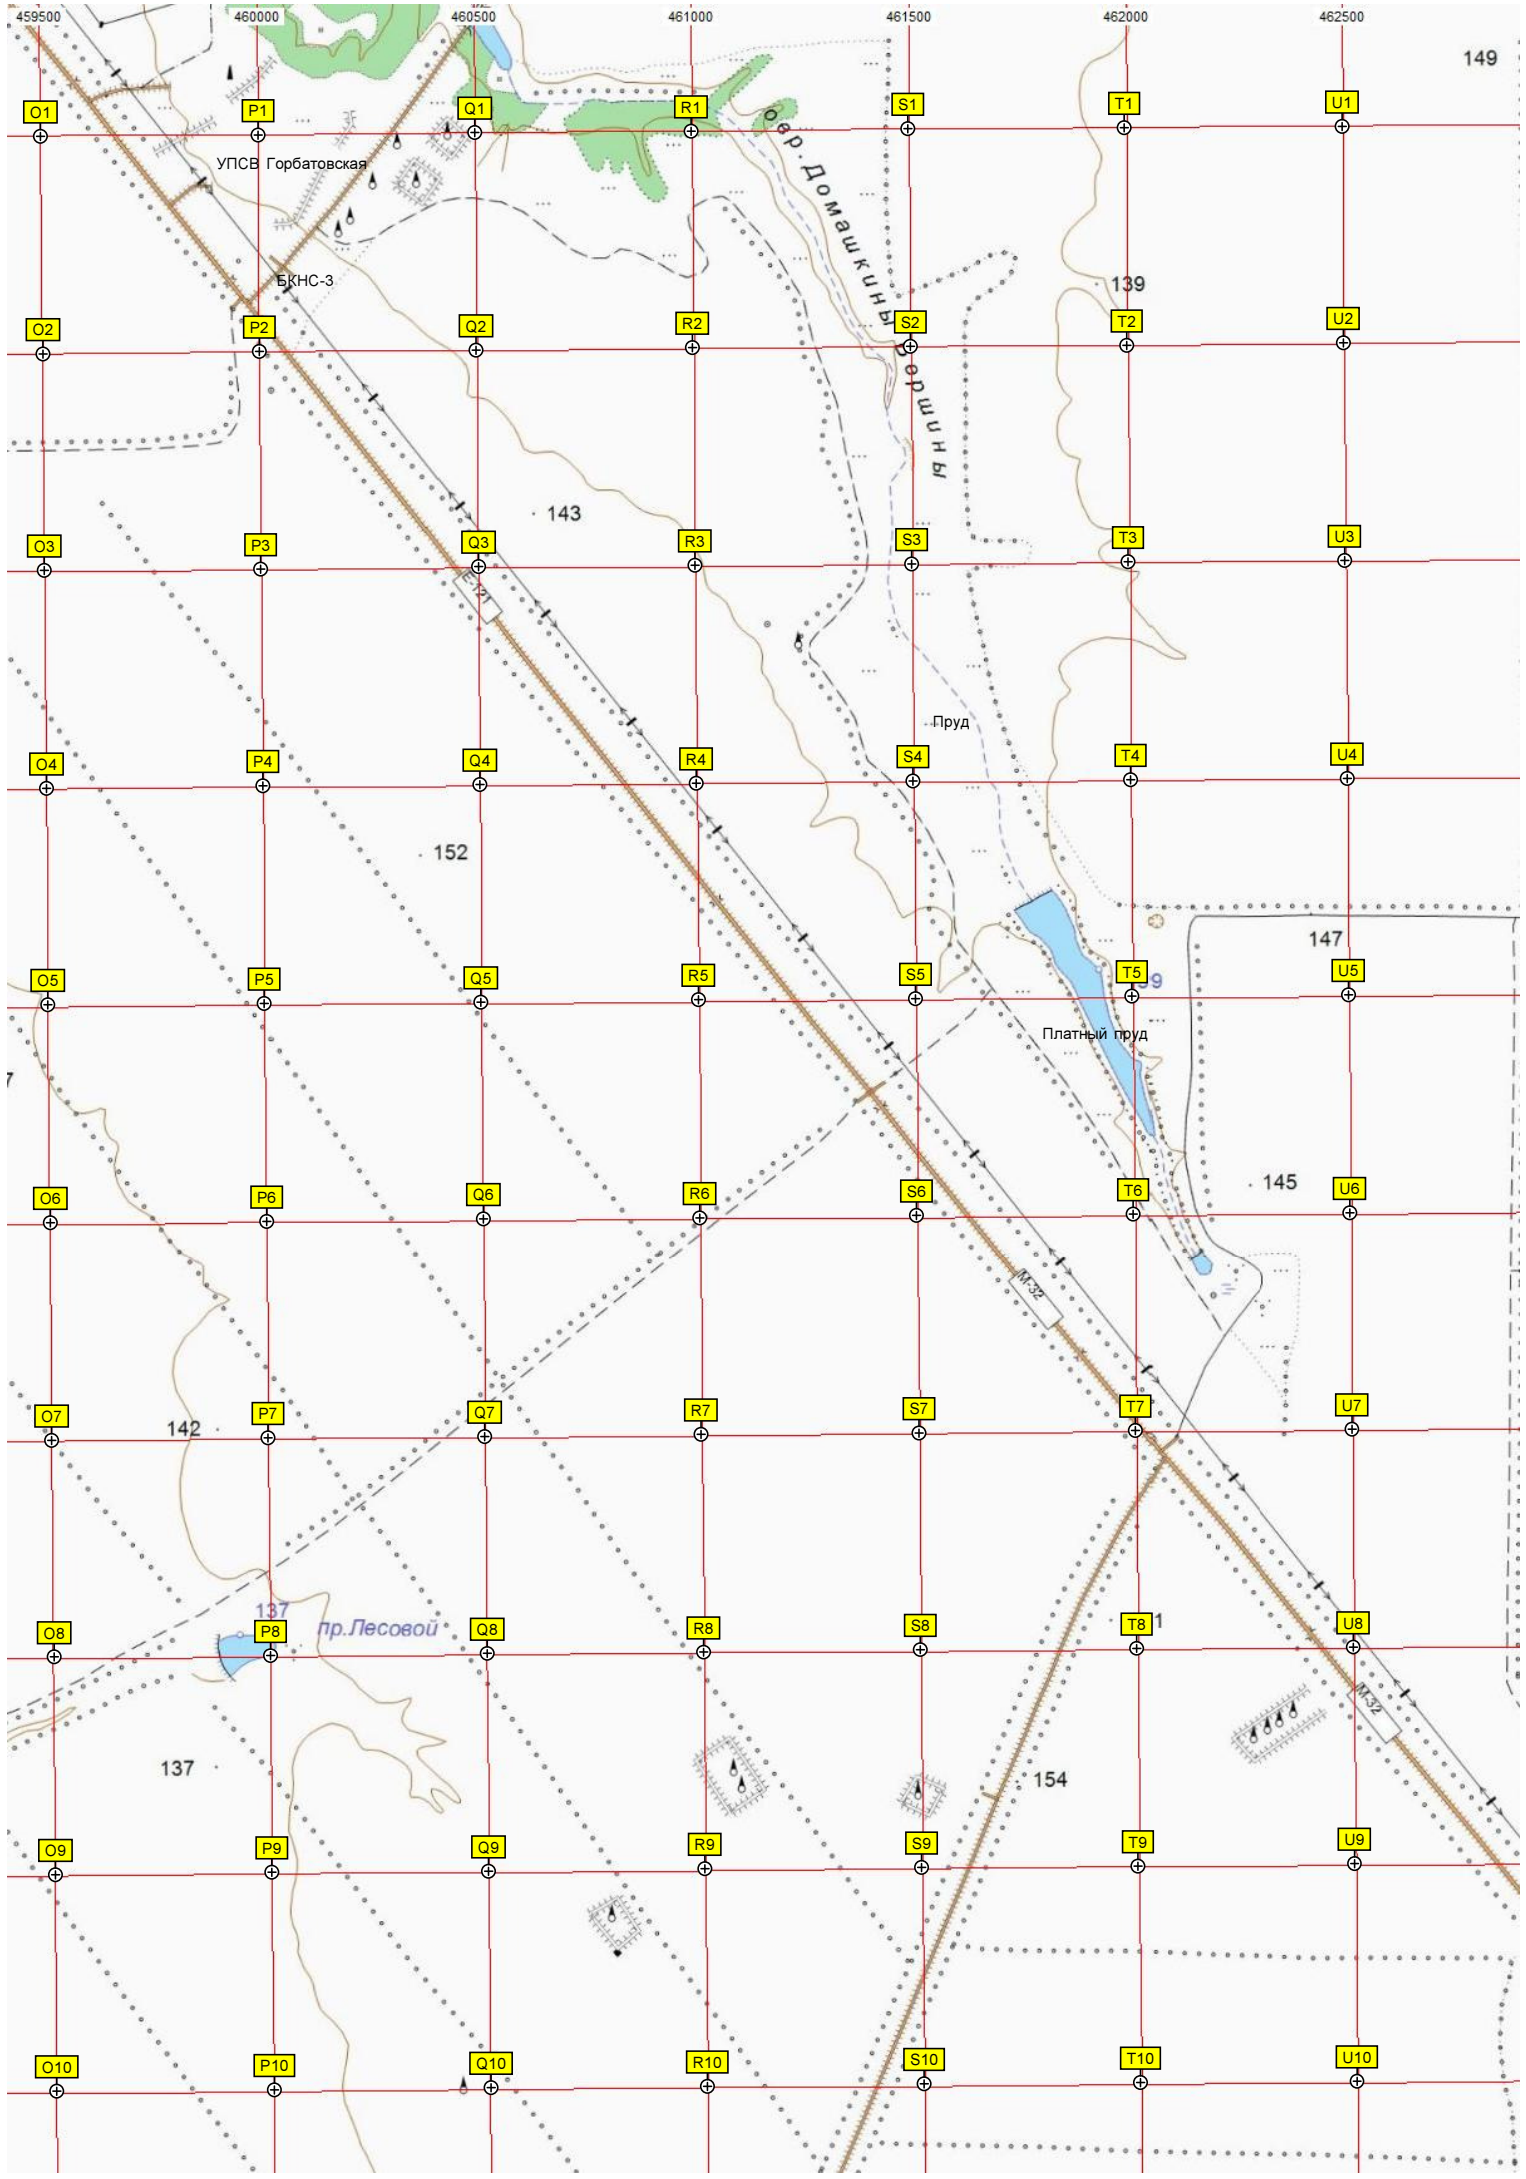 459500 460000 460500 461000 461500 462000 462500
149
O1 P1 Q1 R1 S1 T1 U1
УПСВ Горбатовская
овр. Домашкины Вершины
БКНС-3
139
O2 P2 Q2 R2 S2 T2 U2
143
O3 P3 Q3 R3 S3 T3 U3
E-121
Пруд
O4 P4 Q4 R4 S4 T4 U4
152
147
O5 P5 Q5 R5 S5 T5 U5
Платный пруд
7
145
O6 P6 Q6 R6 S6 T6 U6
М-32
O7 P7 Q7 R7 S7 T7 U7
142
137
пр.Лесовой
O8 P8 Q8 R8 S8 T8 U8
М-32
137
154
O9 P9 Q9 R9 S9 T9 U9
O10 P10 Q10 R10 S10 T10 U10